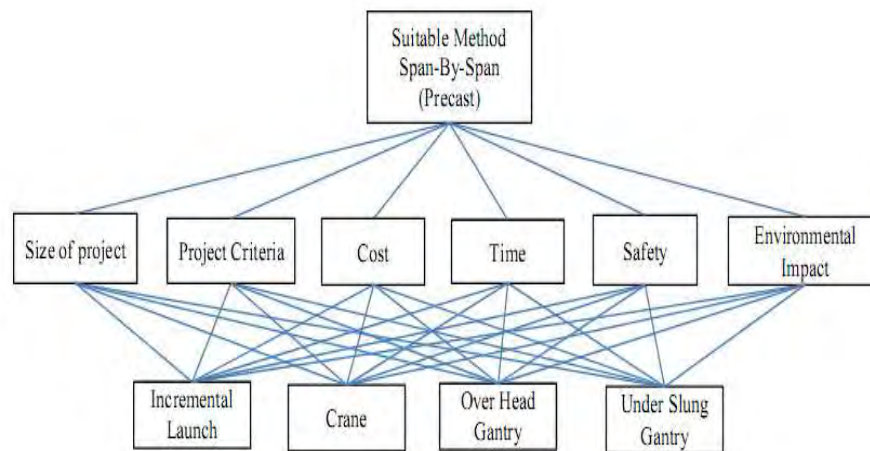 Suitable Method
Span-By-Span
(Precast)
Size of project
Project Criteria
Cost
Time
Safety
Environmental
Impact
Incremental
Launch
Crane
Over Head
Gantry
Under Slung
Gantry